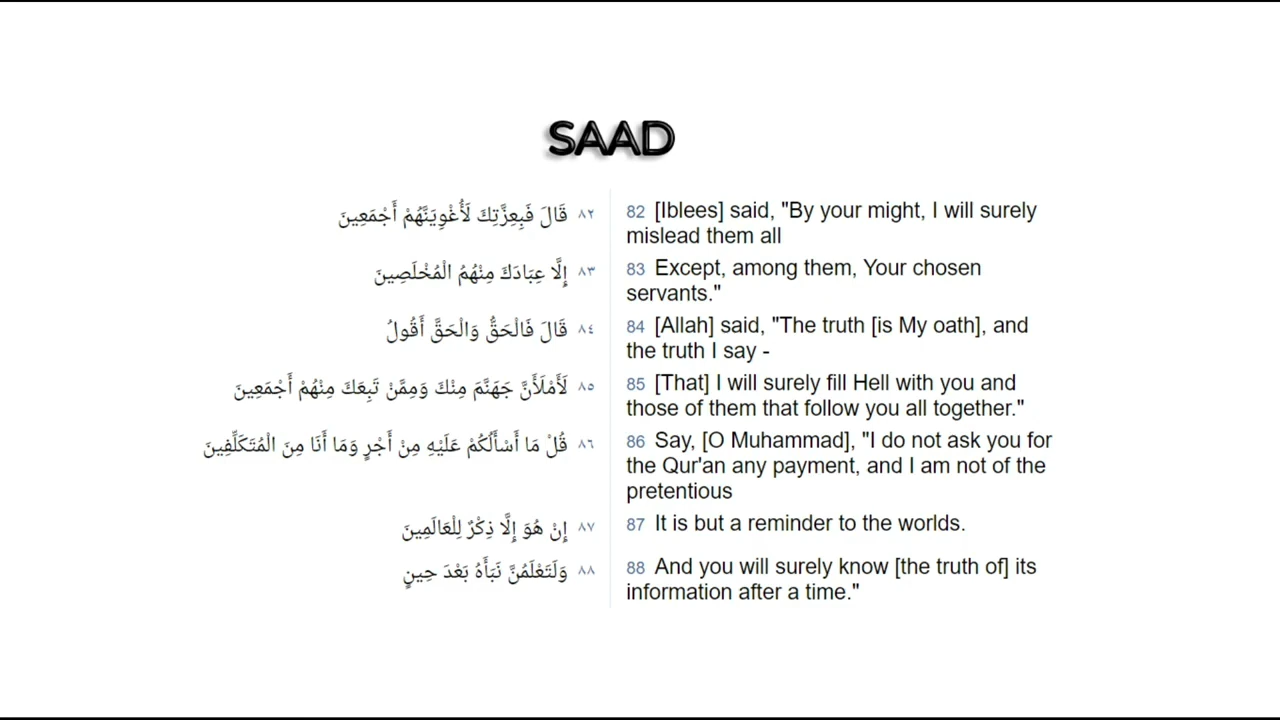 SAAD
٨٢ قَالَ فَبِعِزَّتِكَ لَأُغْوِيَنَّهُمْ أَجْمَعِينَ
82 [Iblees] said, "By your might, I will surely
mislead them all
٨٣ إِلَّا عِبَادَكَ مِنْهُمُ الْمُخْلَصِينَ
83 Except, among them, Your chosen
servants."
٨٤ قَالَ فَالْحَقُّ وَالْحَقَّ أَقُولُ
84 [Allah] said, "The truth [is My oath], and
the truth I say -
٨٥ لَأَمْلَأَنَّ جَهَنَّمَ مِنْكَ وَمِمَّنْ تَبِعَكَ مِنْهُمْ أَجْمَعِينَ
85 [That] I will surely fill Hell with you and
those of them that follow you all together."
٨٦ قُلْ مَا أَسْأَلُكُمْ عَلَيْهِ مِنْ أَجْرٍ وَمَا أَنَا مِنَ الْمُتَكَلِّفِينَ
86 Say, [O Muhammad], "I do not ask you for
the Qur'an any payment, and I am not of the
pretentious
٨٧ إِنْ هُوَ إِلَّا ذِكْرٌ لِلْعَالَمِينَ
87 It is but a reminder to the worlds.
٨٨ وَلَتَعْلَمُنَّ نَبَأَهُ بَعْدَ حِينٍ
88 And you will surely know [the truth of] its
information after a time."